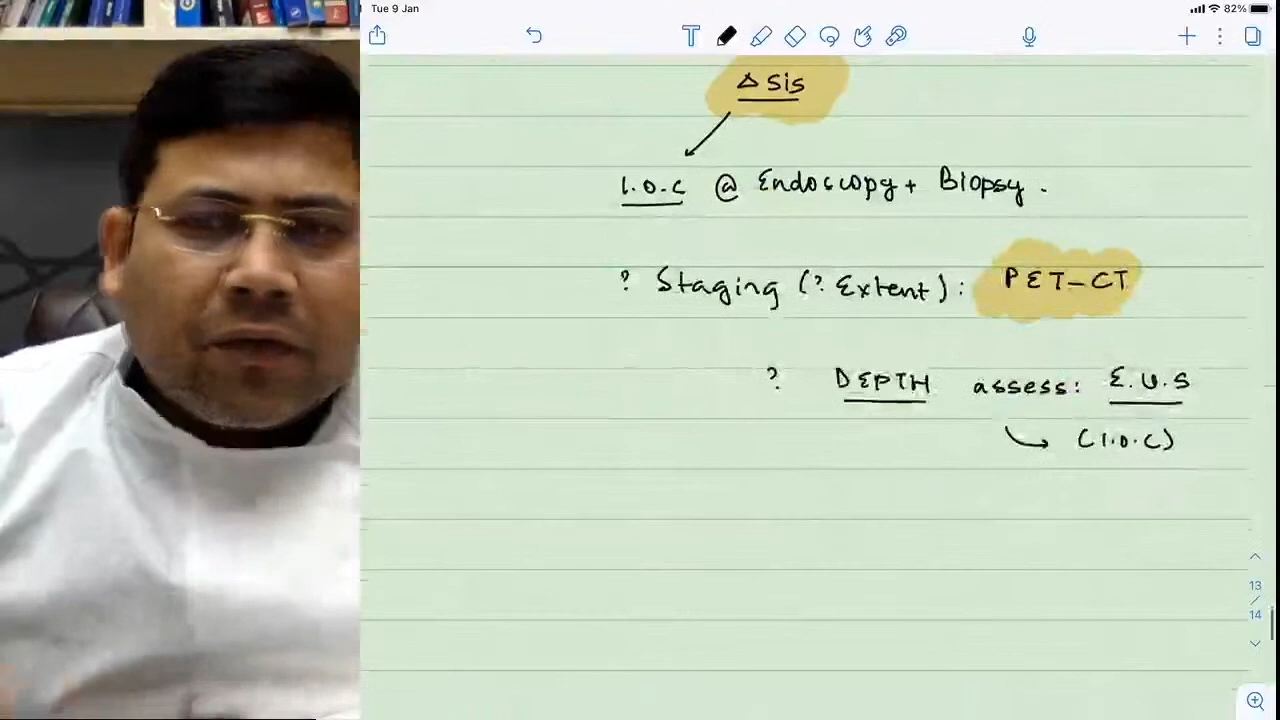 Tue 9 Jan
82%
T
Δ Sis
I.O.C @ Endoscopy + Biopsy.
? Staging (? Extent): PET-CT
? DEPTH assess: E.U.S
(I.O.C)
13
14